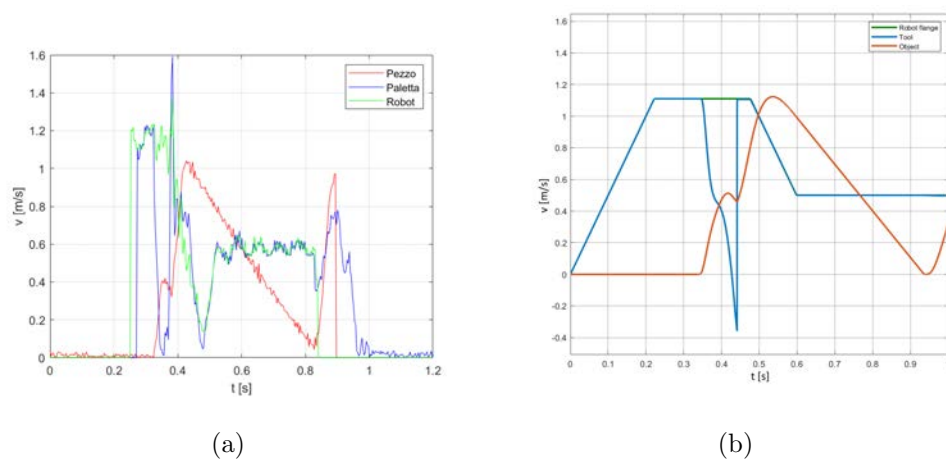 1.6
1.4
1.2
1
0.8
0.6
0.4
0.2
0
v [m/s]
Pezzo
Paletta
Robot
0 0.2 0.4 0.6 0.8 1 1.2
t [s]
(a)
1.6
1.4
1.2
1
0.8
0.6
0.4
0.2
0
-0.2
-0.4
v [m/s]
Robot flange
Tool
Object
0 0.1 0.2 0.3 0.4 0.5 0.6 0.7 0.8 0.9
t [s]
(b)